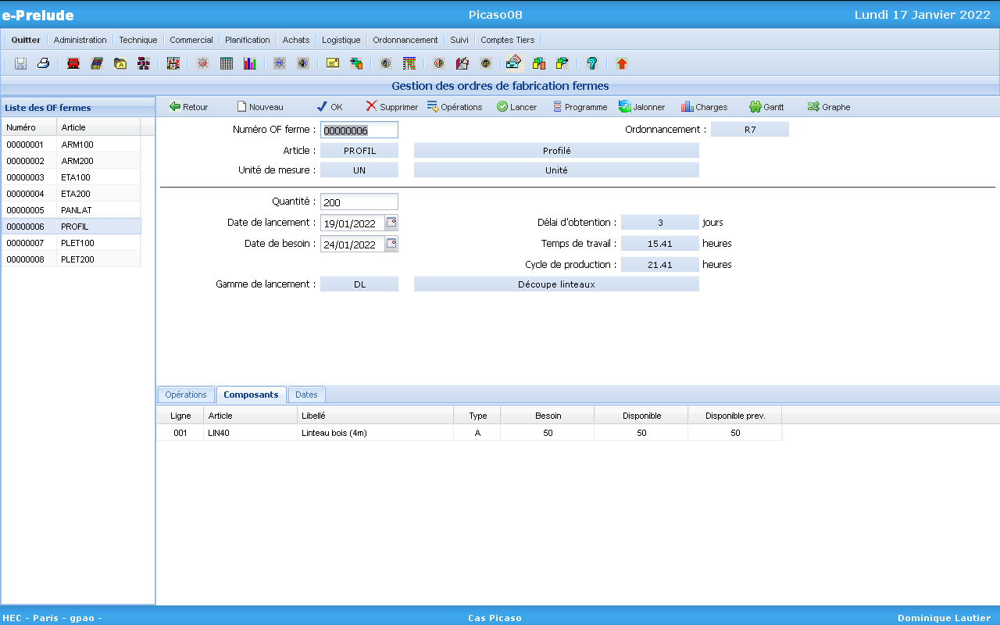 e-Prelude Picaso08 Lundi 17 Janvier 2022
Quitter Administration Technique Commercial Planification Achats Logistique Ordonnancement Suivi Comptes Tiers
Gestion des ordres de fabrication fermes
Liste des OF fermes
Numéro Article
00000001 ARM100
00000002 ARM200
00000003 ETA100
00000004 ETA200
00000005 PANLAT
00000006 PROFIL
00000007 PLET100
00000008 PLET200
Retour Nouveau OK Supprimer Opérations Lancer Programme Jalonner Charges Gantt Graphe
Numéro OF ferme : 00000006 Ordonnancement : R7
Article : PROFIL Profilé
Unité de mesure : UN Unité
Quantité : 200
Date de lancement : 19/01/2022 Délai d'obtention : 3 jours
Date de besoin : 24/01/2022 Temps de travail : 15.41 heures
Cycle de production : 21.41 heures
Gamme de lancement : DL Découpe linteaux
Opérations Composants Dates
Ligne Article Libellé Type Besoin Disponible Disponible prev.
001 LIN40 Linteau bois (4m) A 50 50 50
HEC - Paris - gpao - Cas Picaso Dominique Lautier